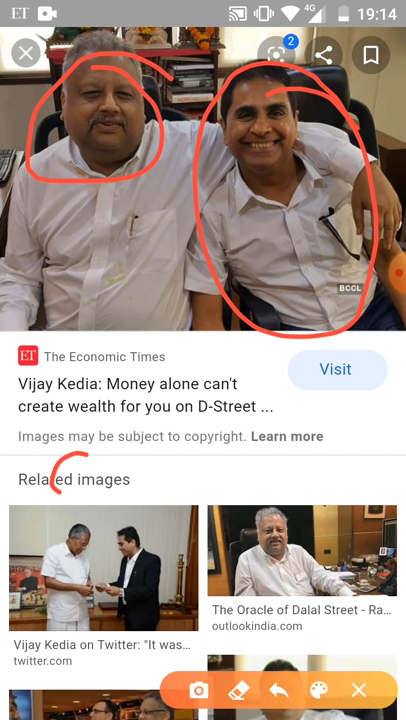 ET
4G
19:14
2
BCCL
ET The Economic Times
Vijay Kedia: Money alone can't
create wealth for you on D-Street ...
Visit
Images may be subject to copyright. Learn more
Related images
Vijay Kedia on Twitter: "It was...
twitter.com
The Oracle of Dalal Street - Ra...
outlookindia.com